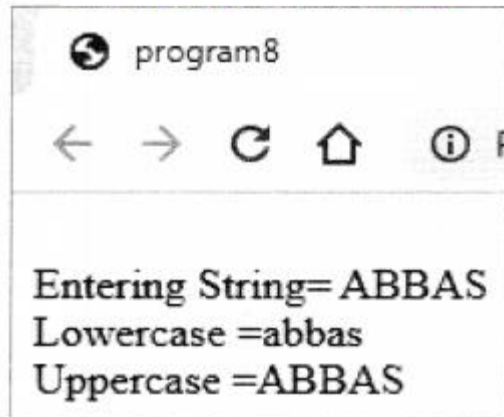 program8
Entering String= ABBAS
Lowercase =abbas
Uppercase =ABBAS